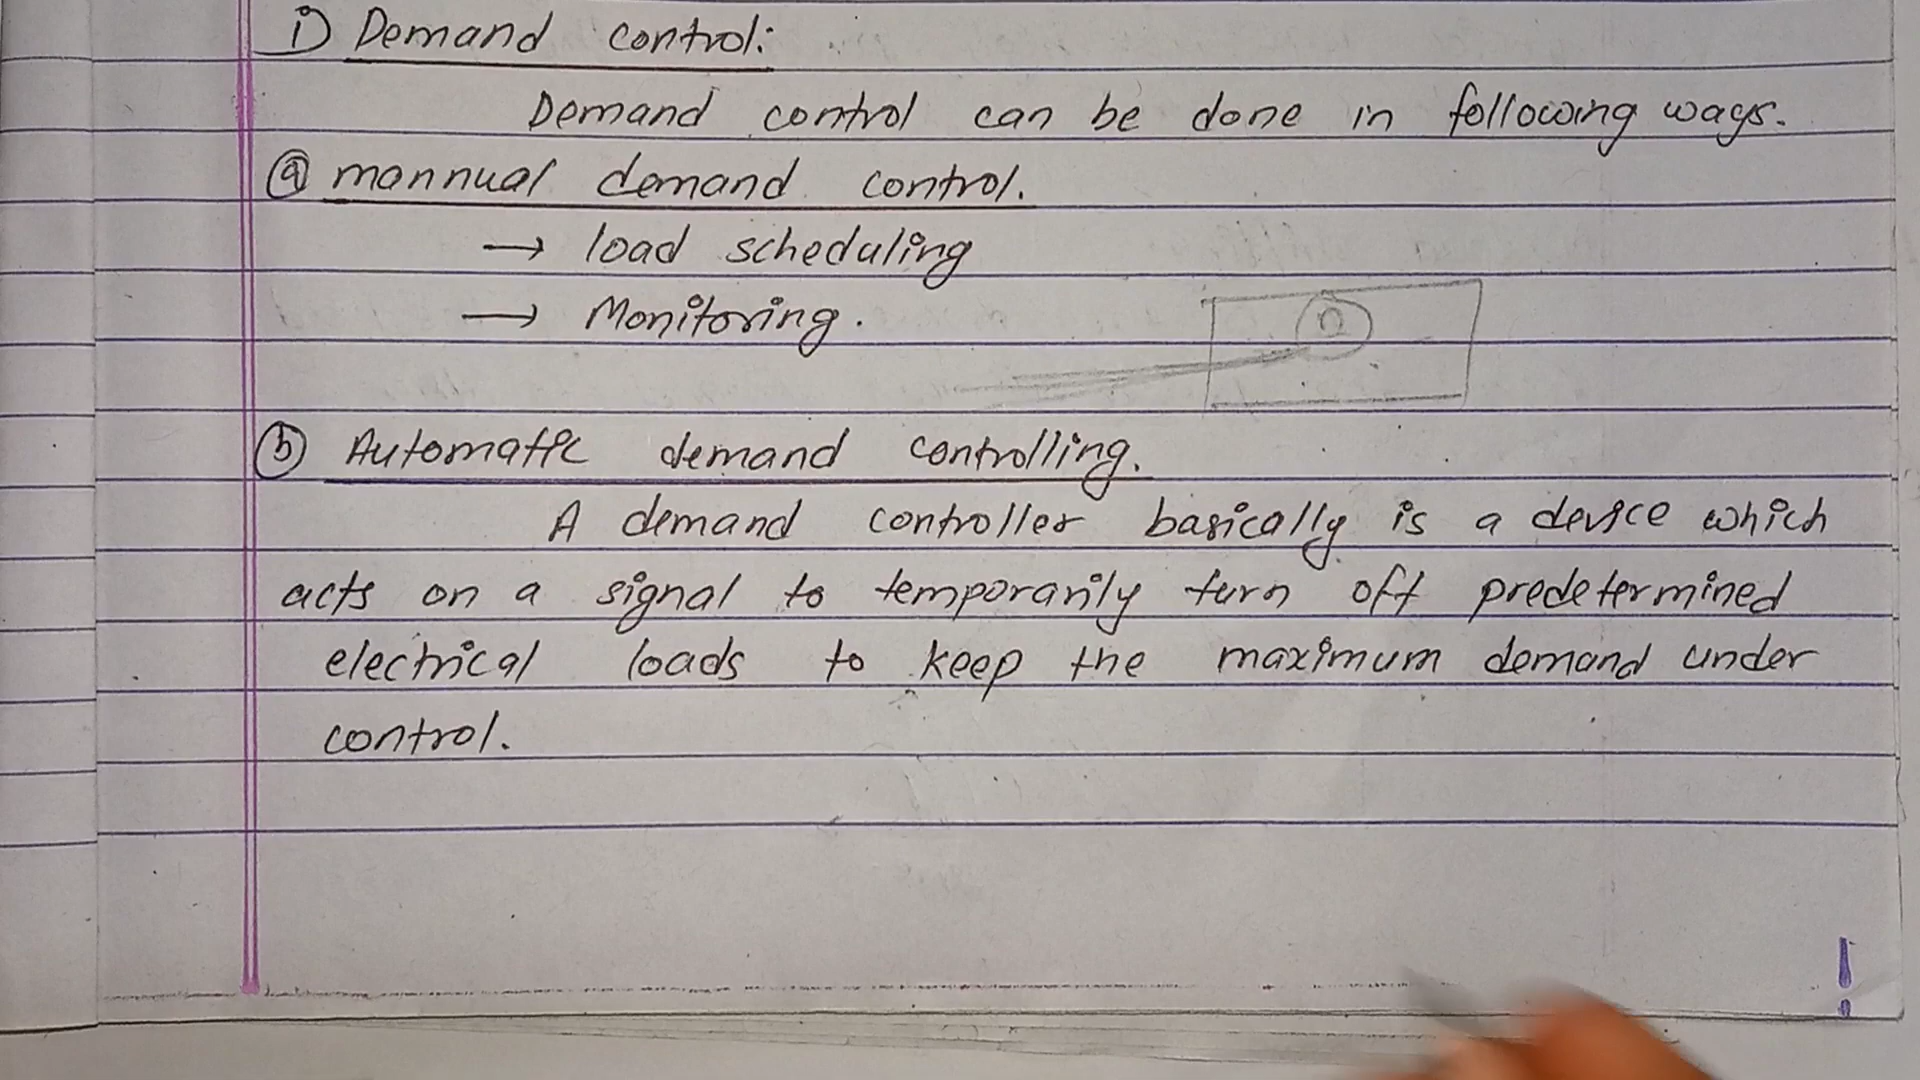 i) Demand control:
Demand control can be done in following ways.
(a) mannual demand control.
→ load scheduling
→ Monitoring.
(b) Automatic demand controlling.
A demand controller basically is a device which
acts on a signal to temporarily turn off predetermined
electrical loads to keep the maximum demand under
control.